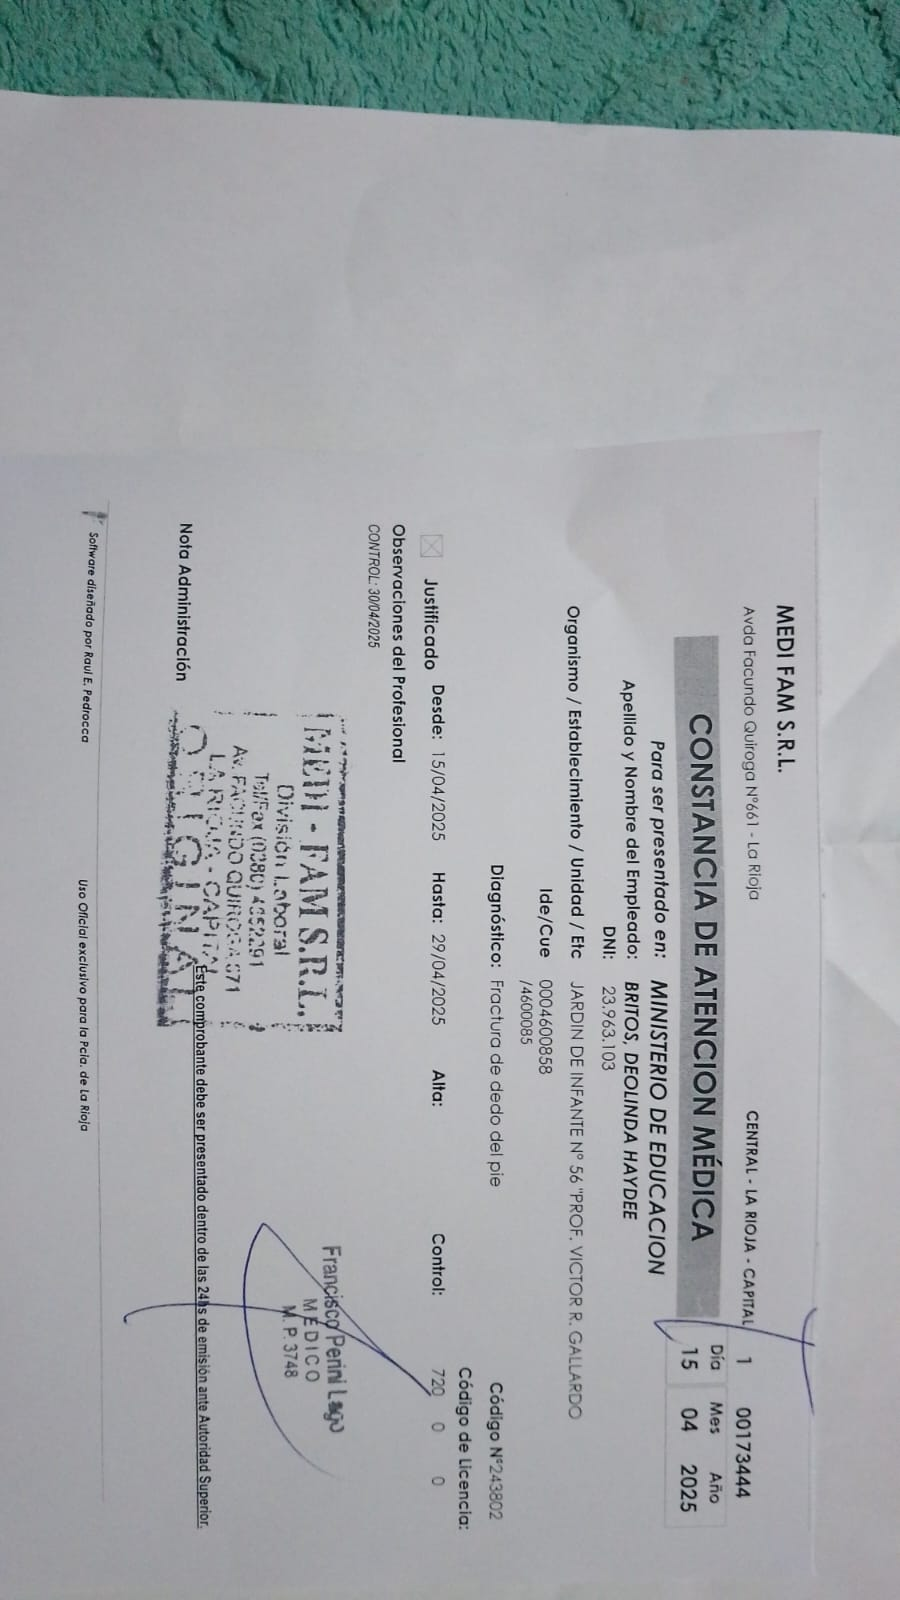 MEDI FAM S.R.L.
Avda Facundo Quiroga N°661 - La Rioja
CENTRAL - LA RIOJA - CAPITAL 1 00173444
CONSTANCIA DE ATENCION MÉDICA
Día Mes Año
15 04 2025
Para ser presentado en: MINISTERIO DE EDUCACION
Apellido y Nombre del Empleado: BRITOS, DEOLINDA HAYDEE
DNI: 23.963.103
Organismo / Establecimiento / Unidad / Etc JARDIN DE INFANTE N° 56 "PROF. VICTOR R. GALLARDO
Ide/Cue 0004600858
/4600085
Diagnóstico: Fractura de dedo del pie Código N°243802
Código de Licencia:
Justificado Desde: 15/04/2025 Hasta: 29/04/2025 Alta: Control: 720 0 0
Observaciones del Profesional
CONTROL: 30/04/2025
MEDI - FAM S.R.L.
División Laboral
Tel/Fax (0380)
Av. FACUNDO QUIROGA 671
LA RIOJA - CAPITAL
ORIGINAL
Francisco Perini Lago
MÉDICO
M. P. 3748
Nota Administración
Este comprobante debe ser presentado dentro de las 24hs de emisión ante Autoridad Superior.
Software diseñado por Raul E. Pedrocca
Uso Oficial exclusivo para la Pcia. de La Rioja